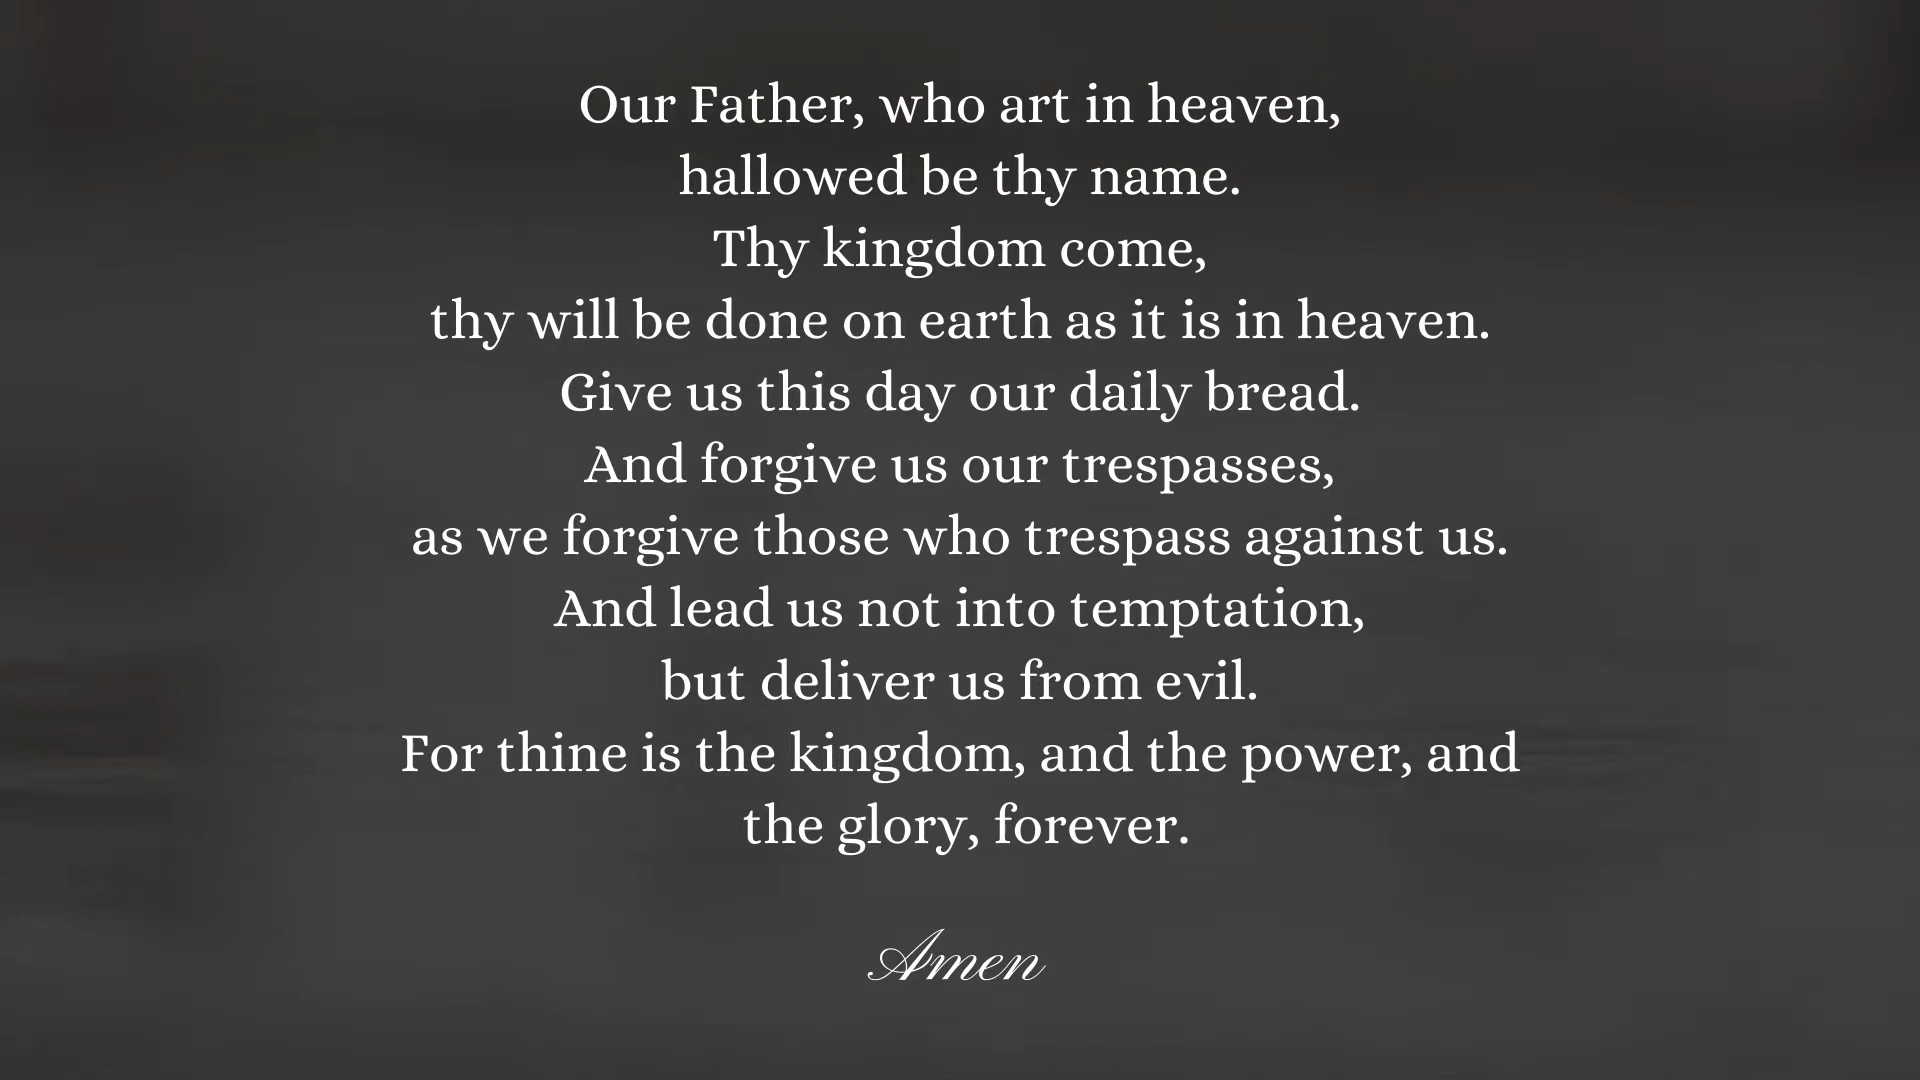 Our Father, who art in heaven,
hallowed be thy name.
Thy kingdom come,
thy will be done on earth as it is in heaven.
Give us this day our daily bread.
And forgive us our trespasses,
as we forgive those who trespass against us.
And lead us not into temptation,
but deliver us from evil.
For thine is the kingdom, and the power, and
the glory, forever.
Amen